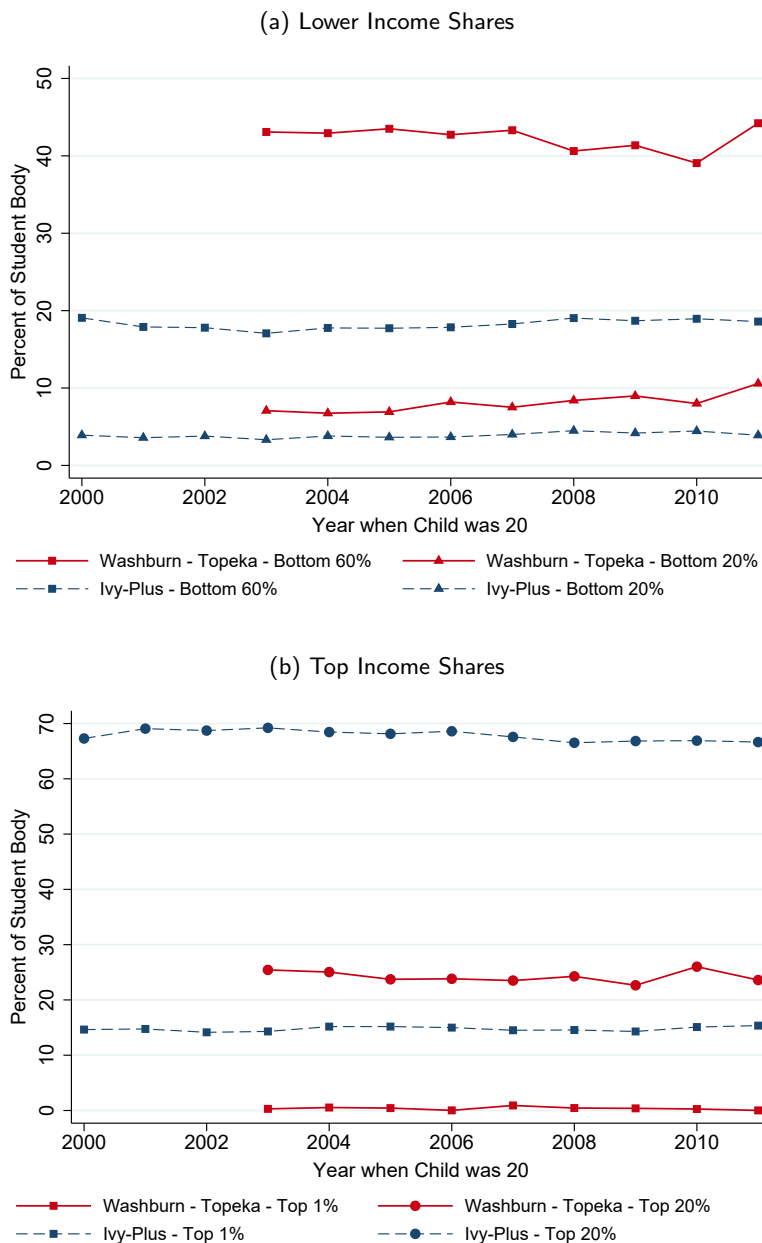 (a) Lower Income Shares
Percent of Student Body
50
40
30
20
10
0
2000 2002 2004 2006 2008 2010
Year when Child was 20
Washburn - Topeka - Bottom 60% Washburn - Topeka - Bottom 20%
Ivy-Plus - Bottom 60% Ivy-Plus - Bottom 20%
(b) Top Income Shares
Percent of Student Body
70
60
50
40
30
20
10
0
2000 2002 2004 2006 2008 2010
Year when Child was 20
Washburn - Topeka - Top 1% Washburn - Topeka - Top 20%
Ivy-Plus - Top 1% Ivy-Plus - Top 20%